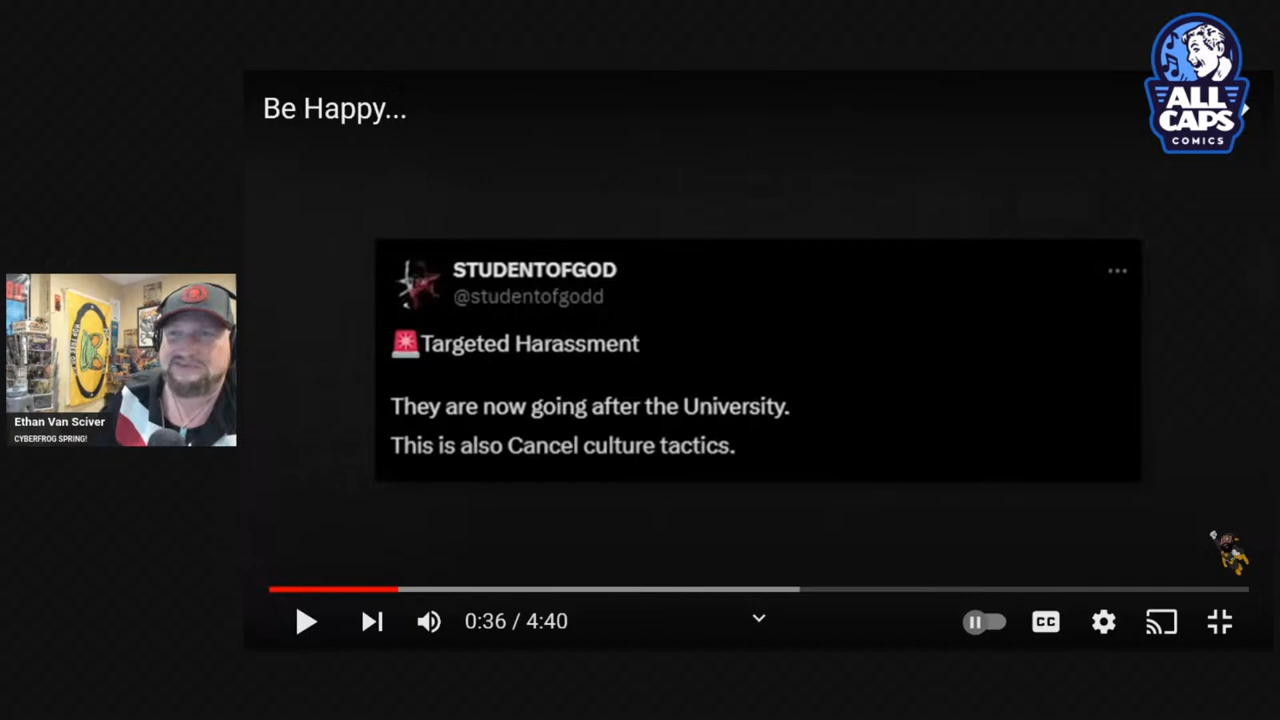 Be Happy...
ALL
CAPS
COMICS
STUDENTOFGOD
@studentofgodd
🚨Targeted Harassment
They are now going after the University.
This is also Cancel culture tactics.
Ethan Van Sciver
CYBERFROG SPRING!
0:36 / 4:40
CC